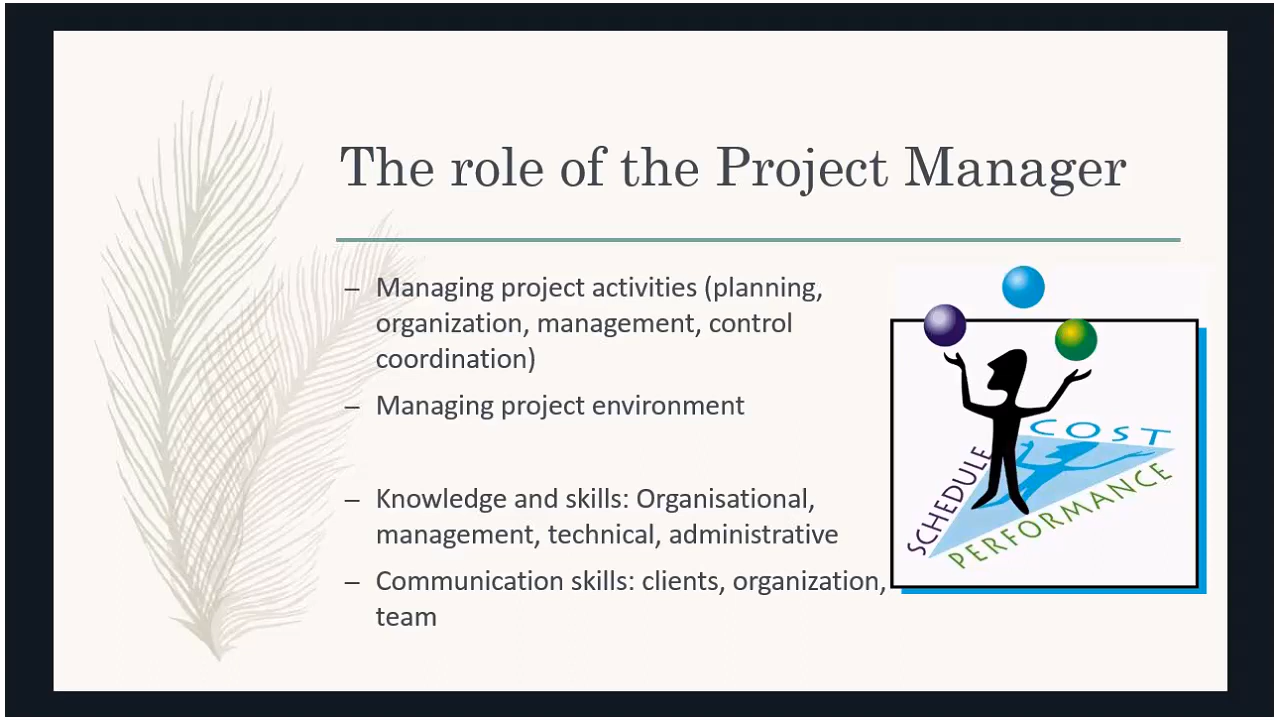 The role of the Project Manager
– Managing project activities (planning,
organization, management, control
coordination)
– Managing project environment
– Knowledge and skills: Organisational,
management, technical, administrative
– Communication skills: clients, organization,
team
COST
SCHEDULE
PERFORMANCE